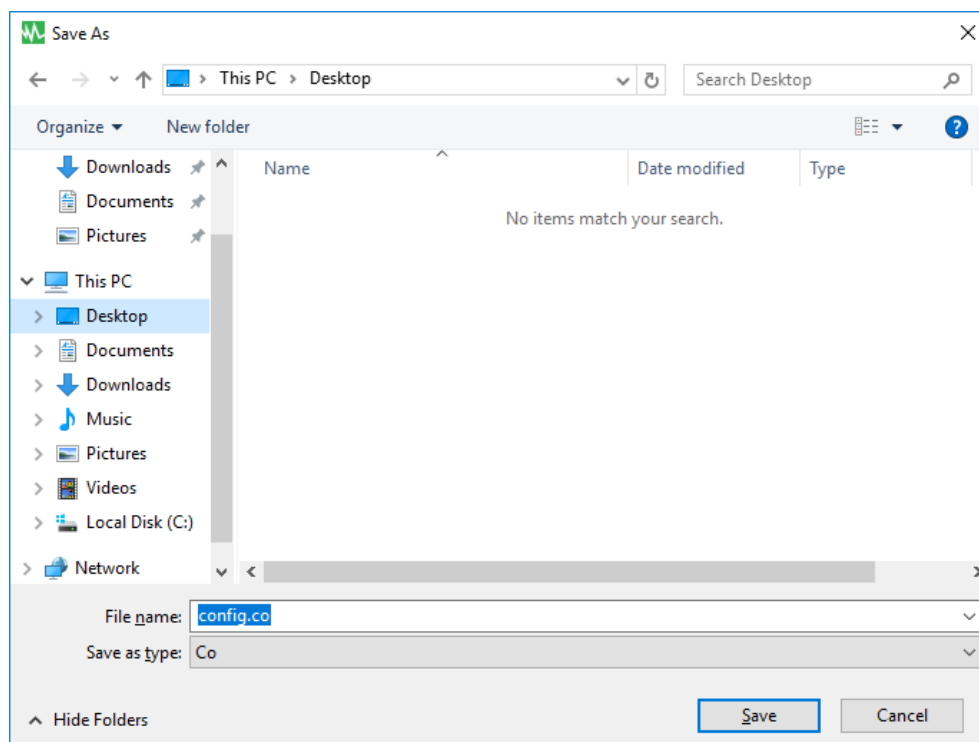 Save As
This PC > Desktop
Search Desktop
Organize
New folder
?
Downloads
Documents
Pictures
This PC
Desktop
Documents
Downloads
Music
Pictures
Videos
Local Disk (C:)
Network
Name
Date modified
Type
No items match your search.
File name: config.co
Save as type: Co
Hide Folders
Save
Cancel